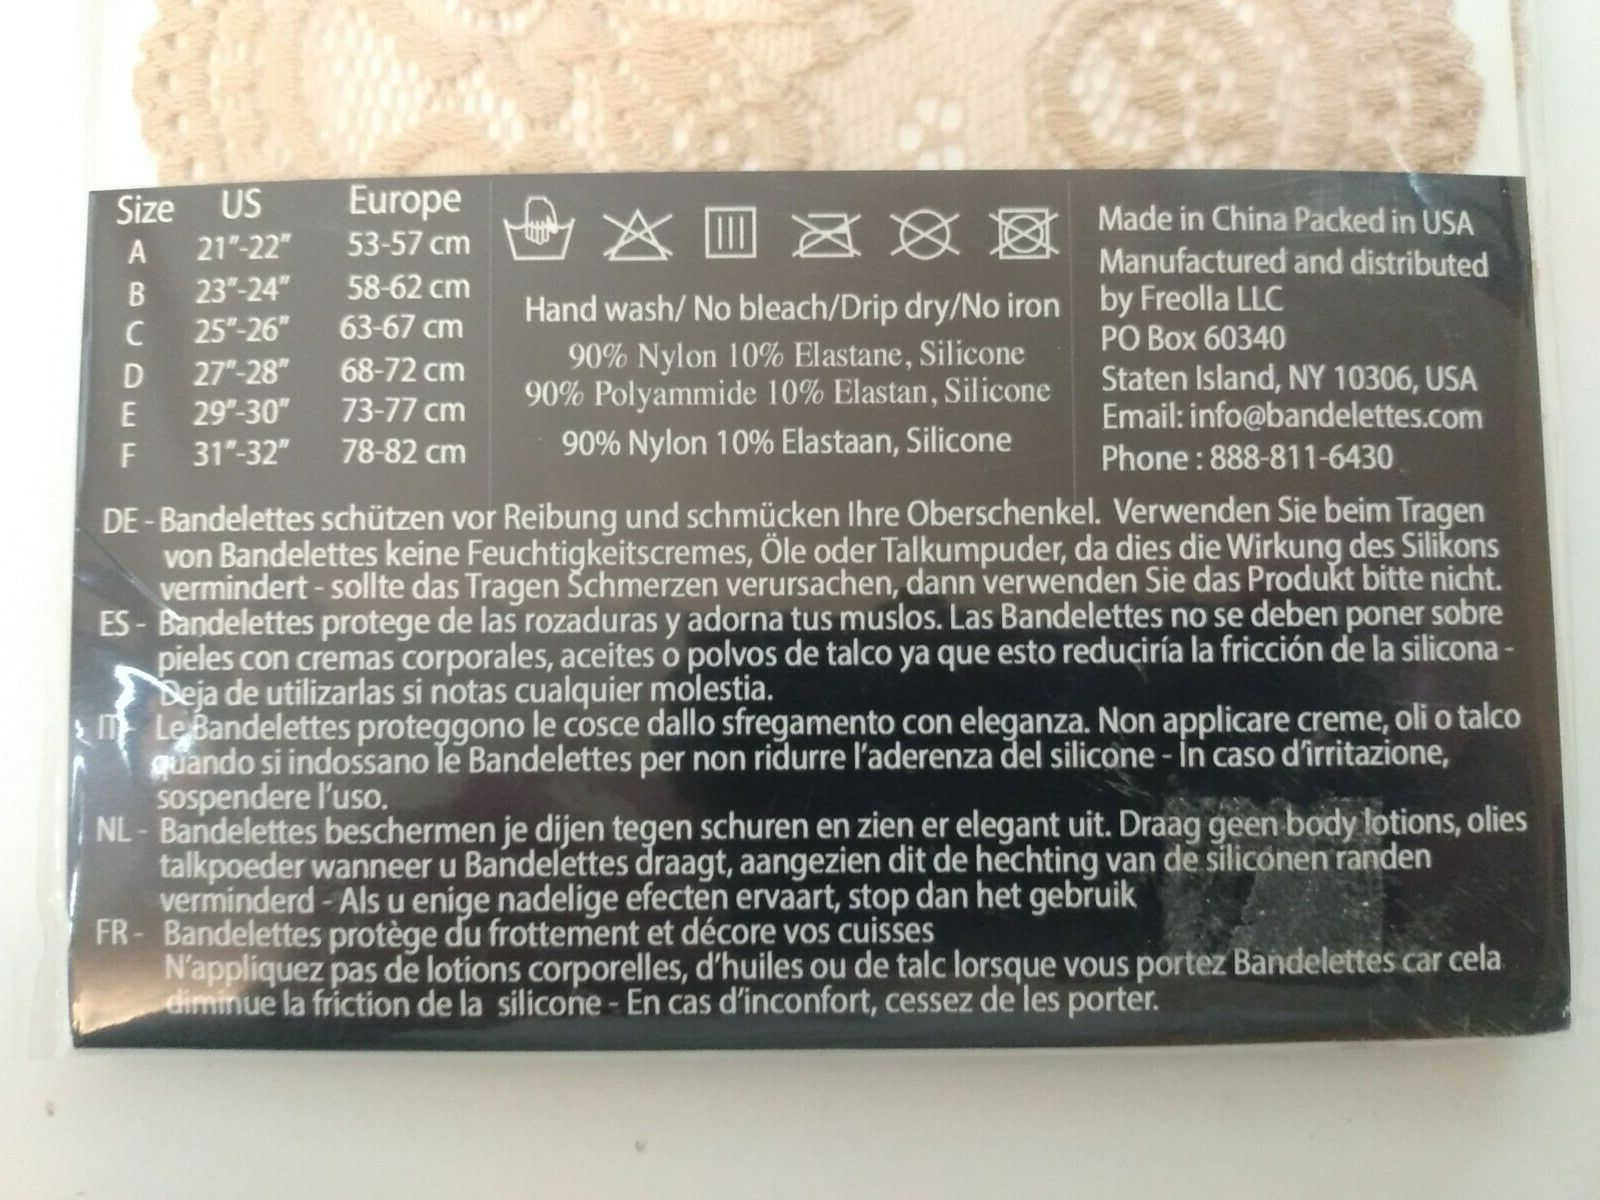 Size US Europe
A 21"-22" 53-57 cm
B 23"-24" 58-62 cm
C 25"-26" 63-67 cm
D 27"-28" 68-72 cm
E 29"-30" 73-77 cm
F 31"-32" 78-82 cm
Hand wash/ No bleach/Drip dry/No iron
90% Nylon 10% Elastane, Silicone
90% Polyammide 10% Elastan, Silicone
90% Nylon 10% Elastaan, Silicone
Made in China Packed in USA
Manufactured and distributed
by Freolla LLC
PO Box 60340
Staten Island, NY 10306, USA
Email: info@bandelettes.com
Phone : 888-811-6430
DE - Bandelettes schützen vor Reibung und schmücken Ihre Oberschenkel. Verwenden Sie beim Tragen
von Bandelettes keine Feuchtigkeitscremes, Öle oder Talkumpuder, da dies die Wirkung des Silikons
vermindert - sollte das Tragen Schmerzen verursachen, dann verwenden Sie das Produkt bitte nicht.
ES - Bandelettes protege de las rozaduras y adorna tus muslos. Las Bandelettes no se deben poner sobre
pieles con cremas corporales, aceites o polvos de talco ya que esto reduciría la fricción de la silicona -
Deja de utilizarlas si notas cualquier molestia.
IT - Le Bandelettes proteggono le cosce dallo sfregamento con eleganza. Non applicare creme, oli o talco
quando si indossano le Bandelettes per non ridurre l'aderenza del silicone - In caso d'irritazione,
sospendere l'uso.
NL - Bandelettes beschermen je dijen tegen schuren en zien er elegant uit. Draag geen body lotions, olies
talkpoeder wanneer u Bandelettes draagt, aangezien dit de hechting van de siliconen randen
verminderd - Als u enige nadelige efecten ervaart, stop dan het gebruik
FR - Bandelettes protège du frottement et décore vos cuisses
N'appliquez pas de lotions corporelles, d'huiles ou de talc lorsque vous portez Bandelettes car cela
diminue la friction de la silicone - En cas d'inconfort, cessez de les porter.